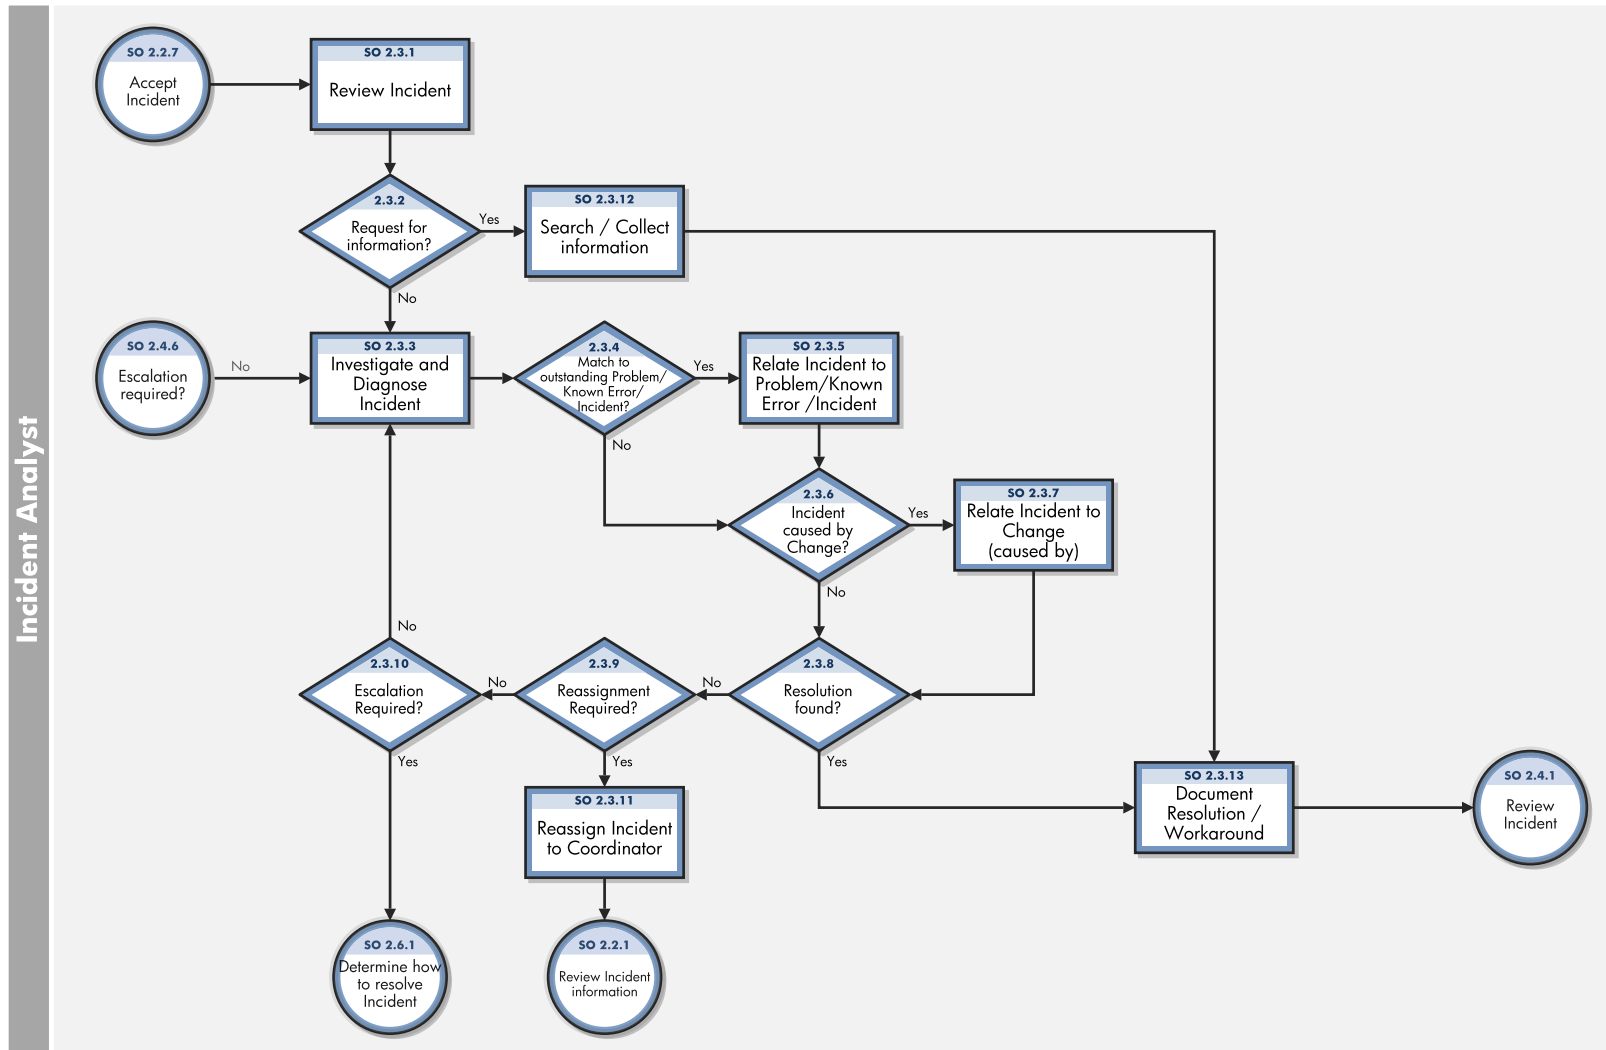 Incident Analyst
SO 2.2.7
Accept
Incident
SO 2.3.1
Review Incident
2.3.2
Request for
information?
Yes
No
SO 2.3.12
Search / Collect
information
SO 2.4.6
Escalation
required?
No
SO 2.3.3
Investigate and
Diagnose
Incident
2.3.4
Match to
outstanding Problem/
Known Error/
Incident?
Yes
No
SO 2.3.5
Relate Incident to
Problem/Known
Error /Incident
2.3.6
Incident
caused by
Change?
Yes
No
SO 2.3.7
Relate Incident to
Change
(caused by)
No
2.3.10
Escalation
Required?
Yes
No
2.3.9
Reassignment
Required?
Yes
No
2.3.8
Resolution
found?
Yes
SO 2.3.11
Reassign Incident
to Coordinator
SO 2.3.13
Document
Resolution /
Workaround
SO 2.4.1
Review
Incident
SO 2.6.1
Determine how
to resolve
Incident
SO 2.2.1
Review Incident
information